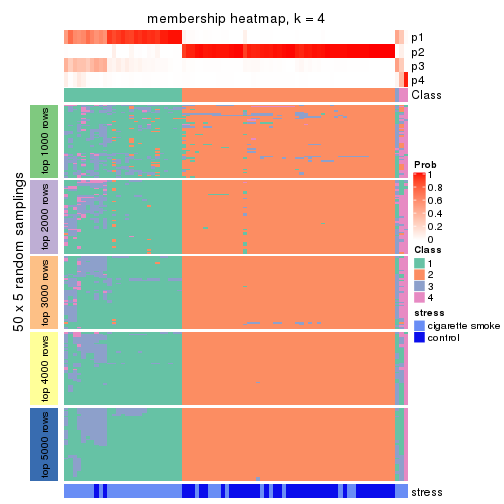 membership heatmap, k = 4
p1
p2
p3
p4
Class
50 x 5 random samplings
top 1000 rows
top 2000 rows
top 3000 rows
top 4000 rows
top 5000 rows
stress
Prob
1
0.8
0.6
0.4
0.2
0
Class
1
2
3
4
stress
cigarette smoke
control